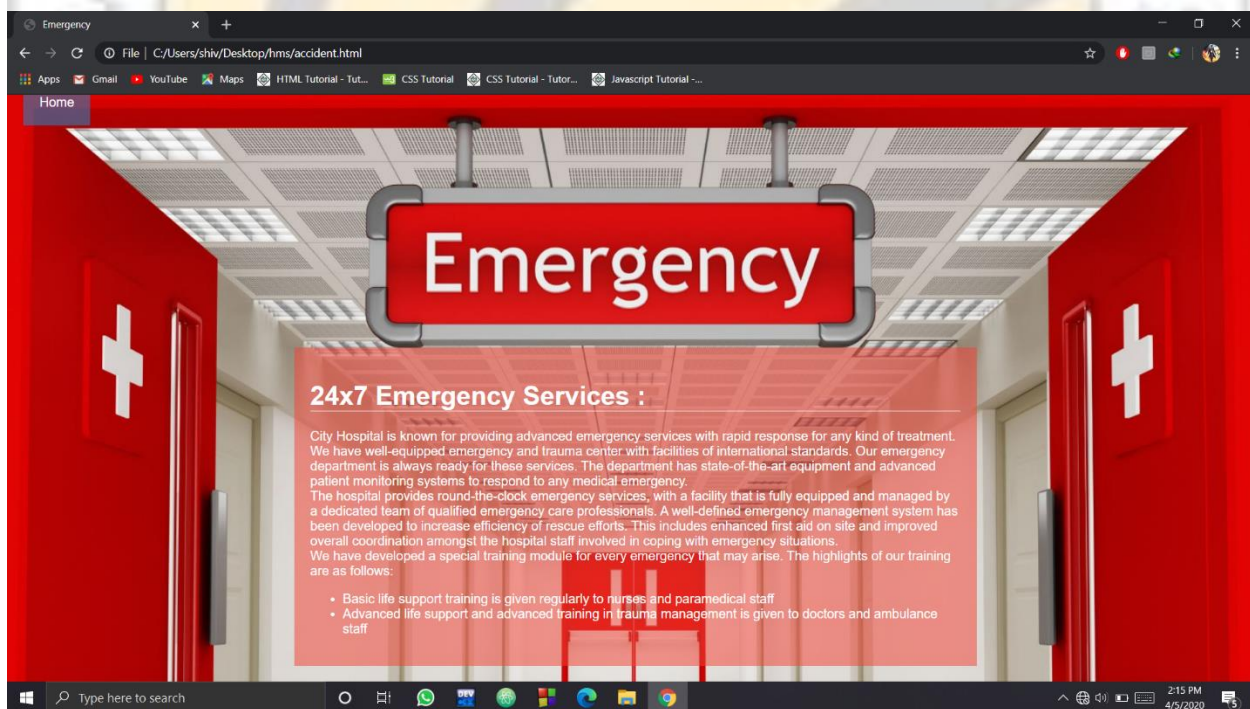 Emergency
File | C:/Users/shiv/Desktop/hms/accident.html
Apps Gmail YouTube Maps HTML Tutorial - Tut... CSS Tutorial CSS Tutorial - Tutor... Javascript Tutorial -...
Home
Emergency
24x7 Emergency Services :
City Hospital is known for providing advanced emergency services with rapid response for any kind of treatment.
We have well-equipped emergency and trauma center with facilities of international standards. Our emergency
department is always ready for these services. The department has state-of-the-art equipment and advanced
patient monitoring systems to respond to any medical emergency.
The hospital provides round-the-clock emergency services, with a facility that is fully equipped and managed by
a dedicated team of qualified emergency care professionals. A well-defined emergency management system has
been developed to increase efficiency of rescue efforts. This includes enhanced first aid on site and improved
overall coordination amongst the hospital staff involved in coping with emergency situations.
We have developed a special training module for every emergency that may arise. The highlights of our training
are as follows:
• Basic life support training is given regularly to nurses and paramedical staff
• Advanced life support and advanced training in trauma management is given to doctors and ambulance
staff
Type here to search
DEV
2:15 PM
4/5/2020
5